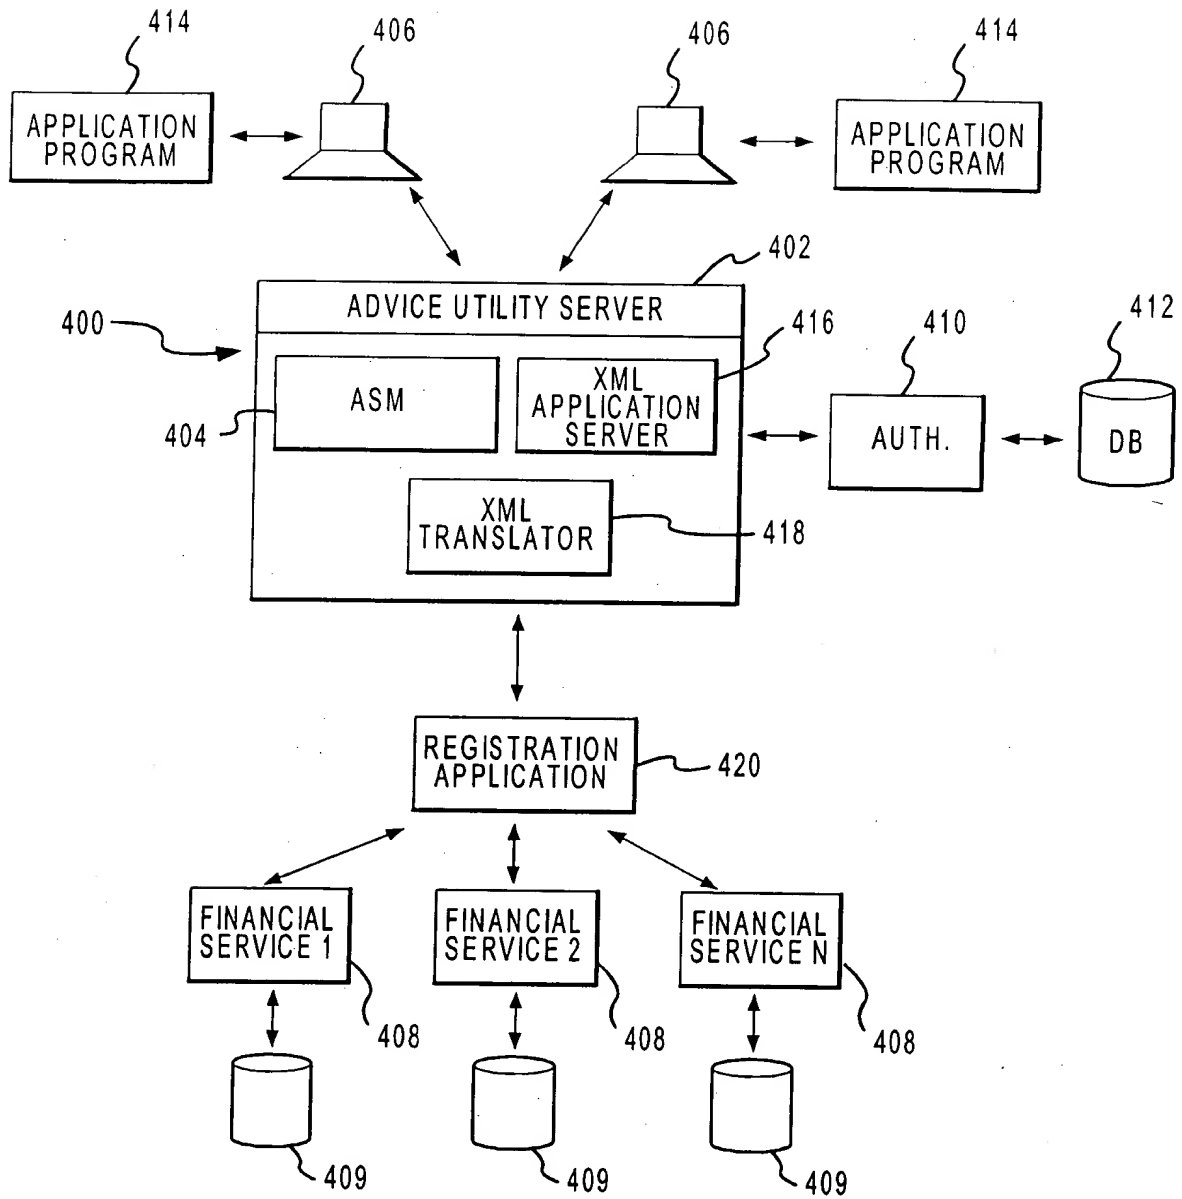 414
406
406
414
APPLICATION
PROGRAM
APPLICATION
PROGRAM
402
ADVICE UTILITY SERVER
400
416
410
412
ASM
XML
APPLICATION
SERVER
404
AUTH.
DB
XML
TRANSLATOR
418
REGISTRATION
APPLICATION
420
FINANCIAL
SERVICE 1
FINANCIAL
SERVICE 2
FINANCIAL
SERVICE N
408
408
408
409
409
409